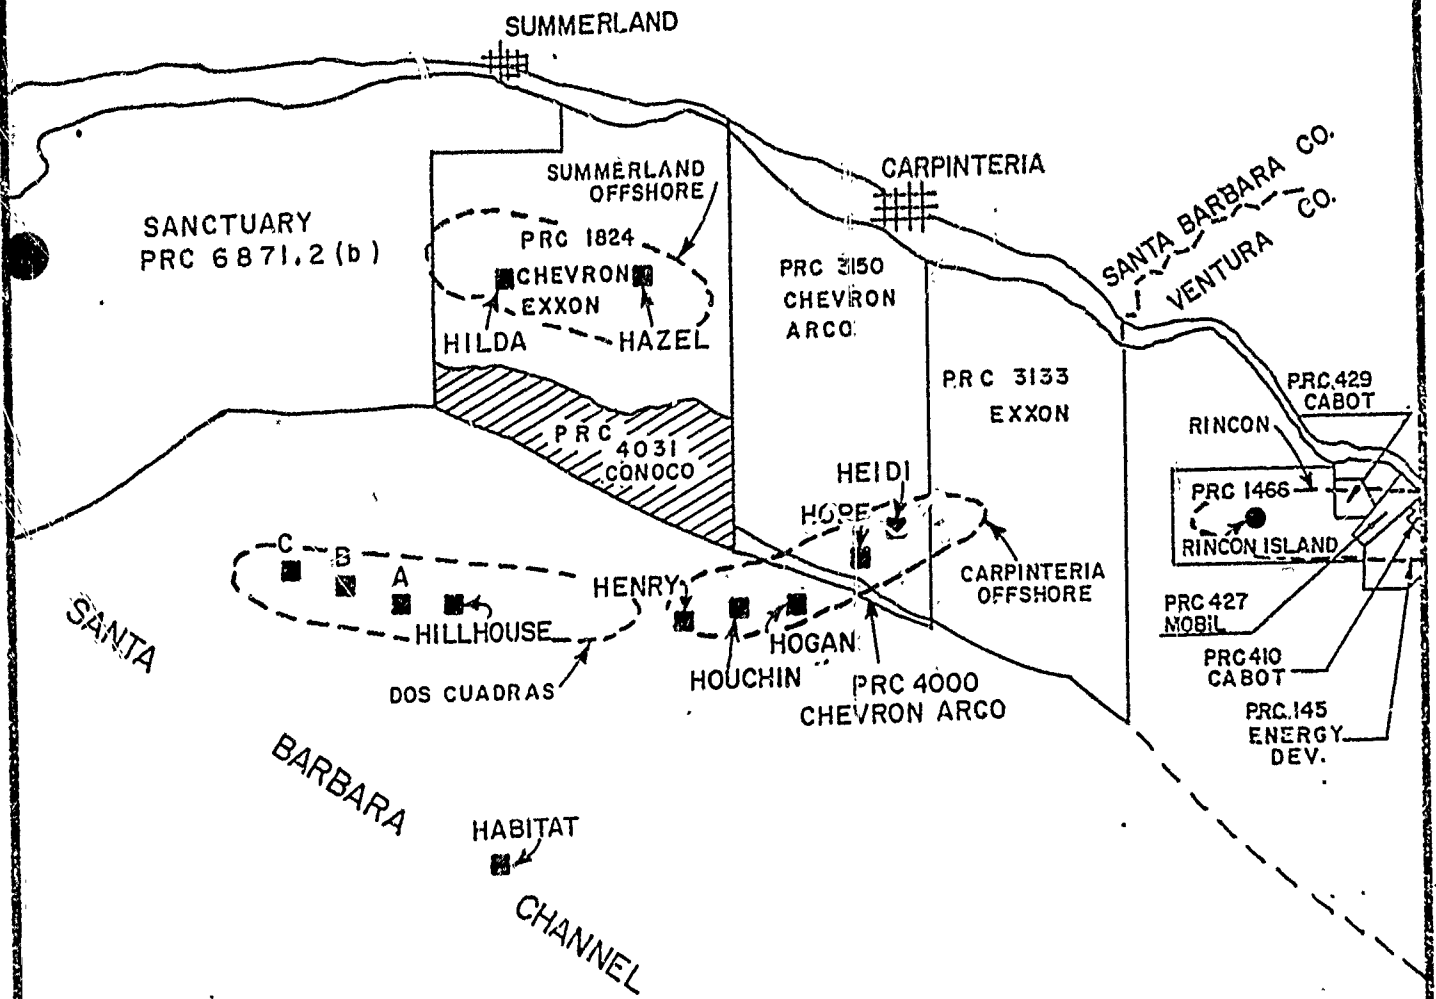 SUMMERLAND
SUMMERLAND
OFFSHORE
CARPINTERIA
SANTA BARBARA CO.
VENTURA CO.
SANCTUARY
PRC 6871.2 (b)
PRC 1824
CHEVRON
EXXON
HILDA
HAZEL
PRC 3150
CHEVRON
ARCO
PRC 3133
EXXON
PRC 429
CABOT
RINCON
PRC 4031
CONOCO
HEIDI
HOPE
PRC 1466
RINCON ISLAND
C
B
A
HENRY
HILLHOUSE
CARPINTERIA
OFFSHORE
PRC 427
MOBIL
HOGAN
HOUCHIN
DOS CUADRAS
PRC 4000
CHEVRON ARCO
PRC 410
CABOT
PRC 145
ENERGY
DEV.
SANTA
BARBARA
CHANNEL
HABITAT